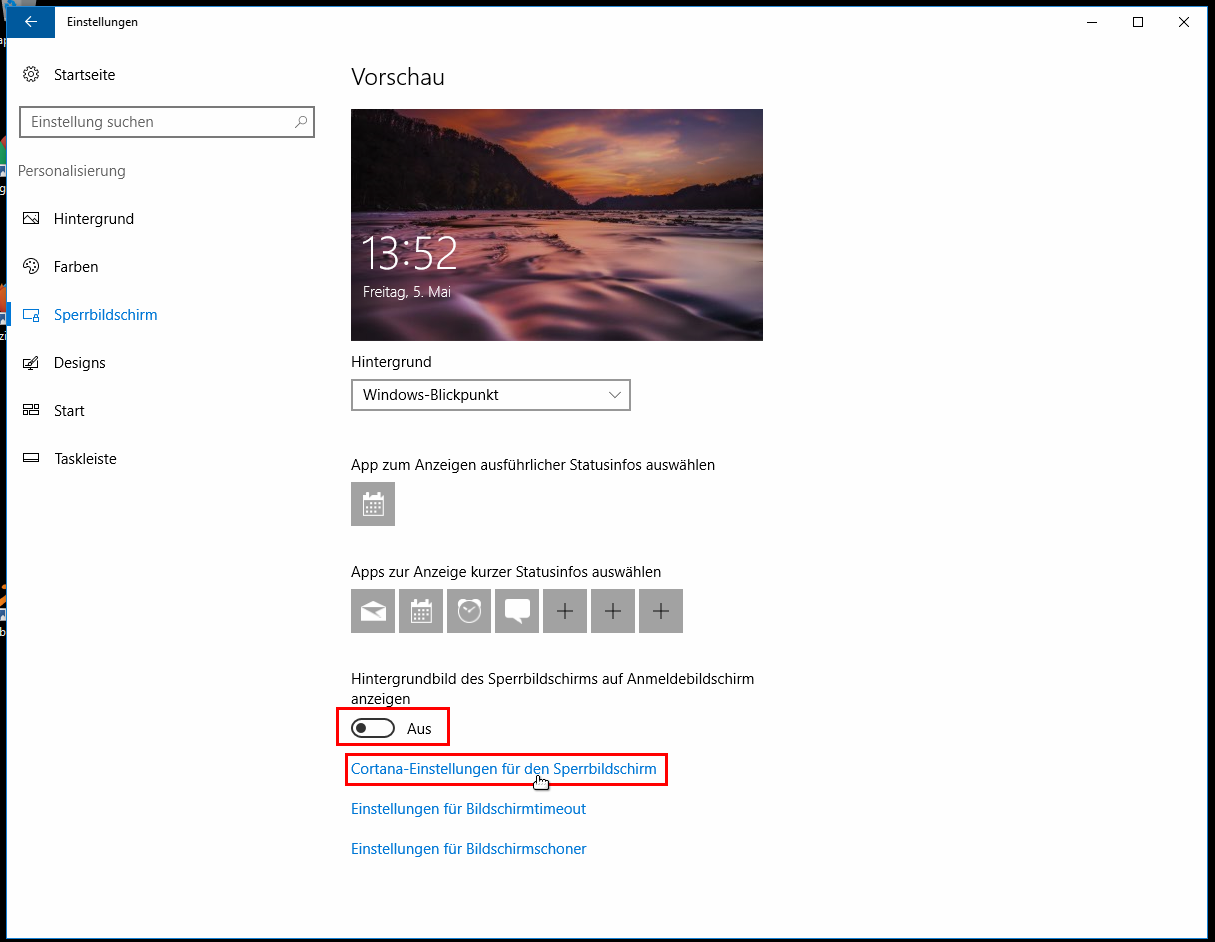 Einstellungen
Startseite
Einstellung suchen
Personalisierung
Hintergrund
Farben
Sperrbildschirm
Designs
Start
Taskleiste
Vorschau
13:52
Freitag, 5. Mai
Hintergrund
Windows-Blickpunkt
App zum Anzeigen ausführlicher Statusinfos auswählen
Apps zur Anzeige kurzer Statusinfos auswählen
Hintergrundbild des Sperrbildschirms auf Anmeldebildschirm
anzeigen
Aus
Cortana-Einstellungen für den Sperrbildschirm
Einstellungen für Bildschirmtimeout
Einstellungen für Bildschirmschoner